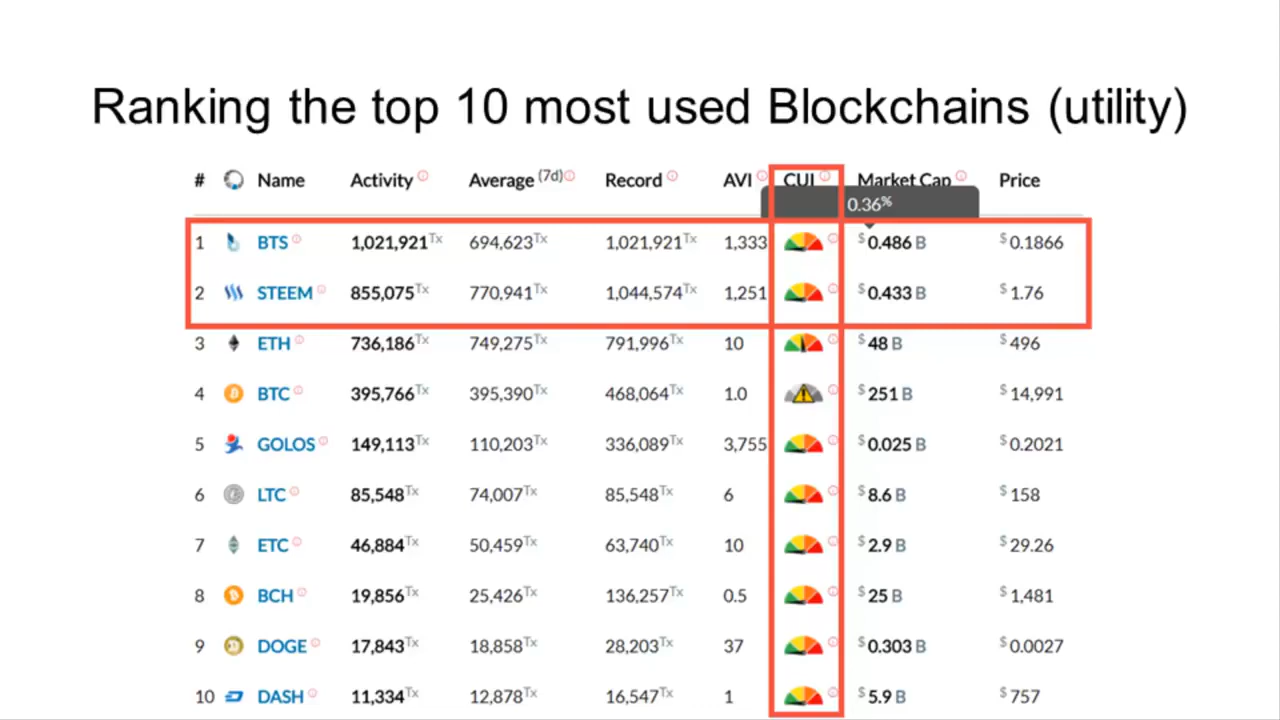 Ranking the top 10 most used Blockchains (utility)
# Name Activity Average (7d) Record AVI CUI Market Cap Price
0.36%
1 BTS 1,021,921Tx 694,623Tx 1,021,921Tx 1,333 $0.486 B $0.1866
2 STEEM 855,075Tx 770,941Tx 1,044,574Tx 1,251 $0.433 B $1.76
3 ETH 736,186Tx 749,275Tx 791,996Tx 10 $48 B $496
4 BTC 395,766Tx 395,390Tx 468,064Tx 1.0 $251 B $14,991
5 GOLOS 149,113Tx 110,203Tx 336,089Tx 3,755 $0.025 B $0.2021
6 LTC 85,548Tx 74,007Tx 85,548Tx 6 $8.6 B $158
7 ETC 46,884Tx 50,459Tx 63,740Tx 10 $2.9 B $29.26
8 BCH 19,856Tx 25,426Tx 136,257Tx 0.5 $25 B $1,481
9 DOGE 17,843Tx 18,858Tx 28,203Tx 37 $0.303 B $0.0027
10 DASH 11,334Tx 12,878Tx 16,547Tx 1 $5.9 B $757